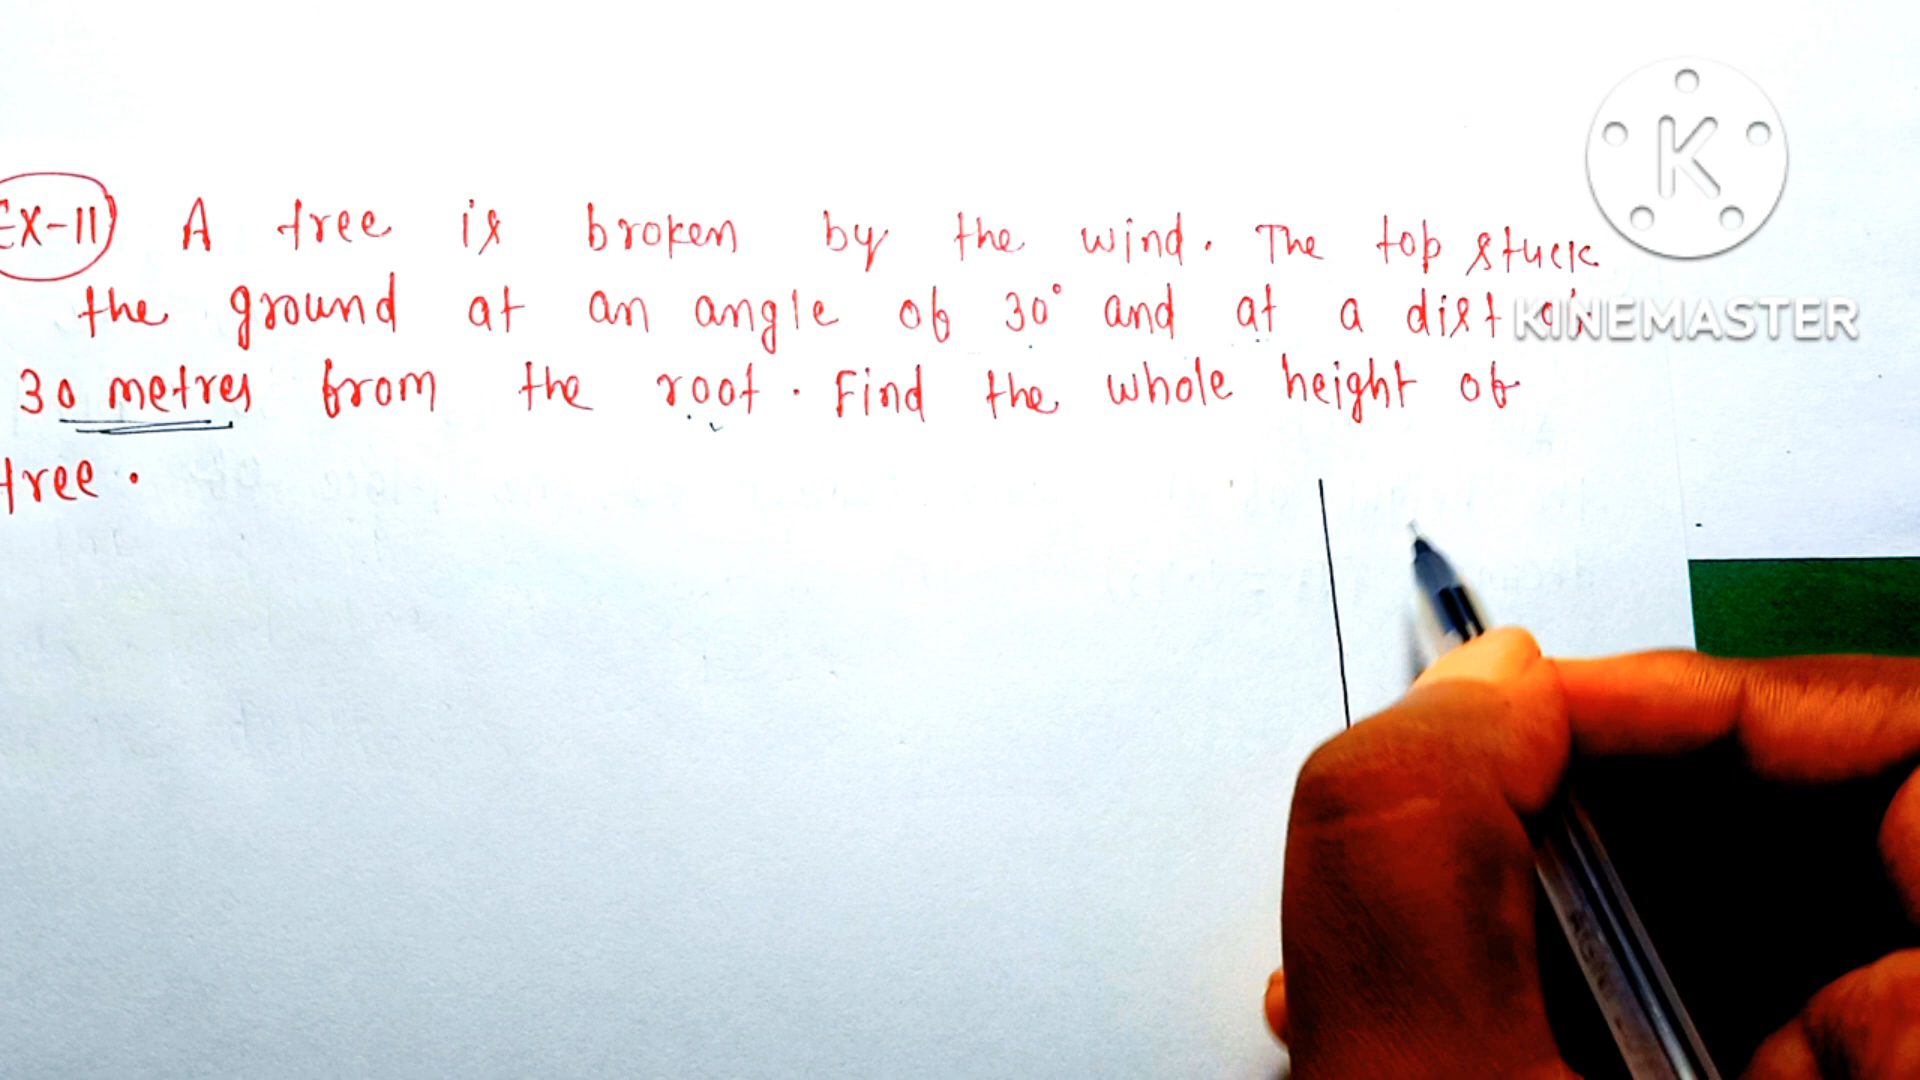 EX-11) A tree is broken by the wind. The top stuck
the ground at an angle of 30° and at a
30 metres from the root. Find the whole height of
tree.
K
KINEMASTER